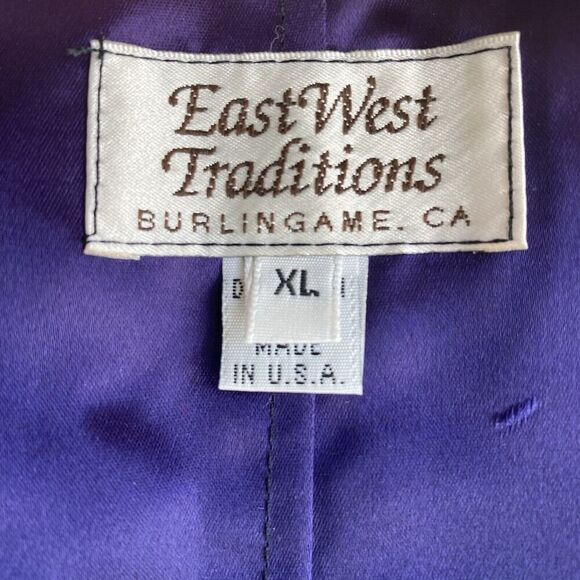 East West
Traditions
BURLINGAME, CA
XL
MADE
IN U.S.A.